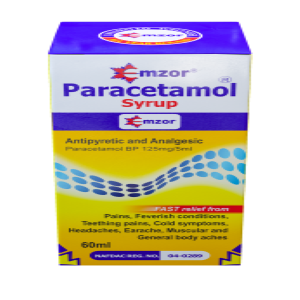 Emzor®
Paracetamol
Syrup
Emzor
Antipyretic and Analgesic
Paracetamol BP 125mg/5ml
FAST relief from
Pains, Feverish conditions,
Teething pains, Cold symptoms,
Headaches, Earache, Muscular and
General body aches
60ml
NAFDAC REG. NO. 04-0289